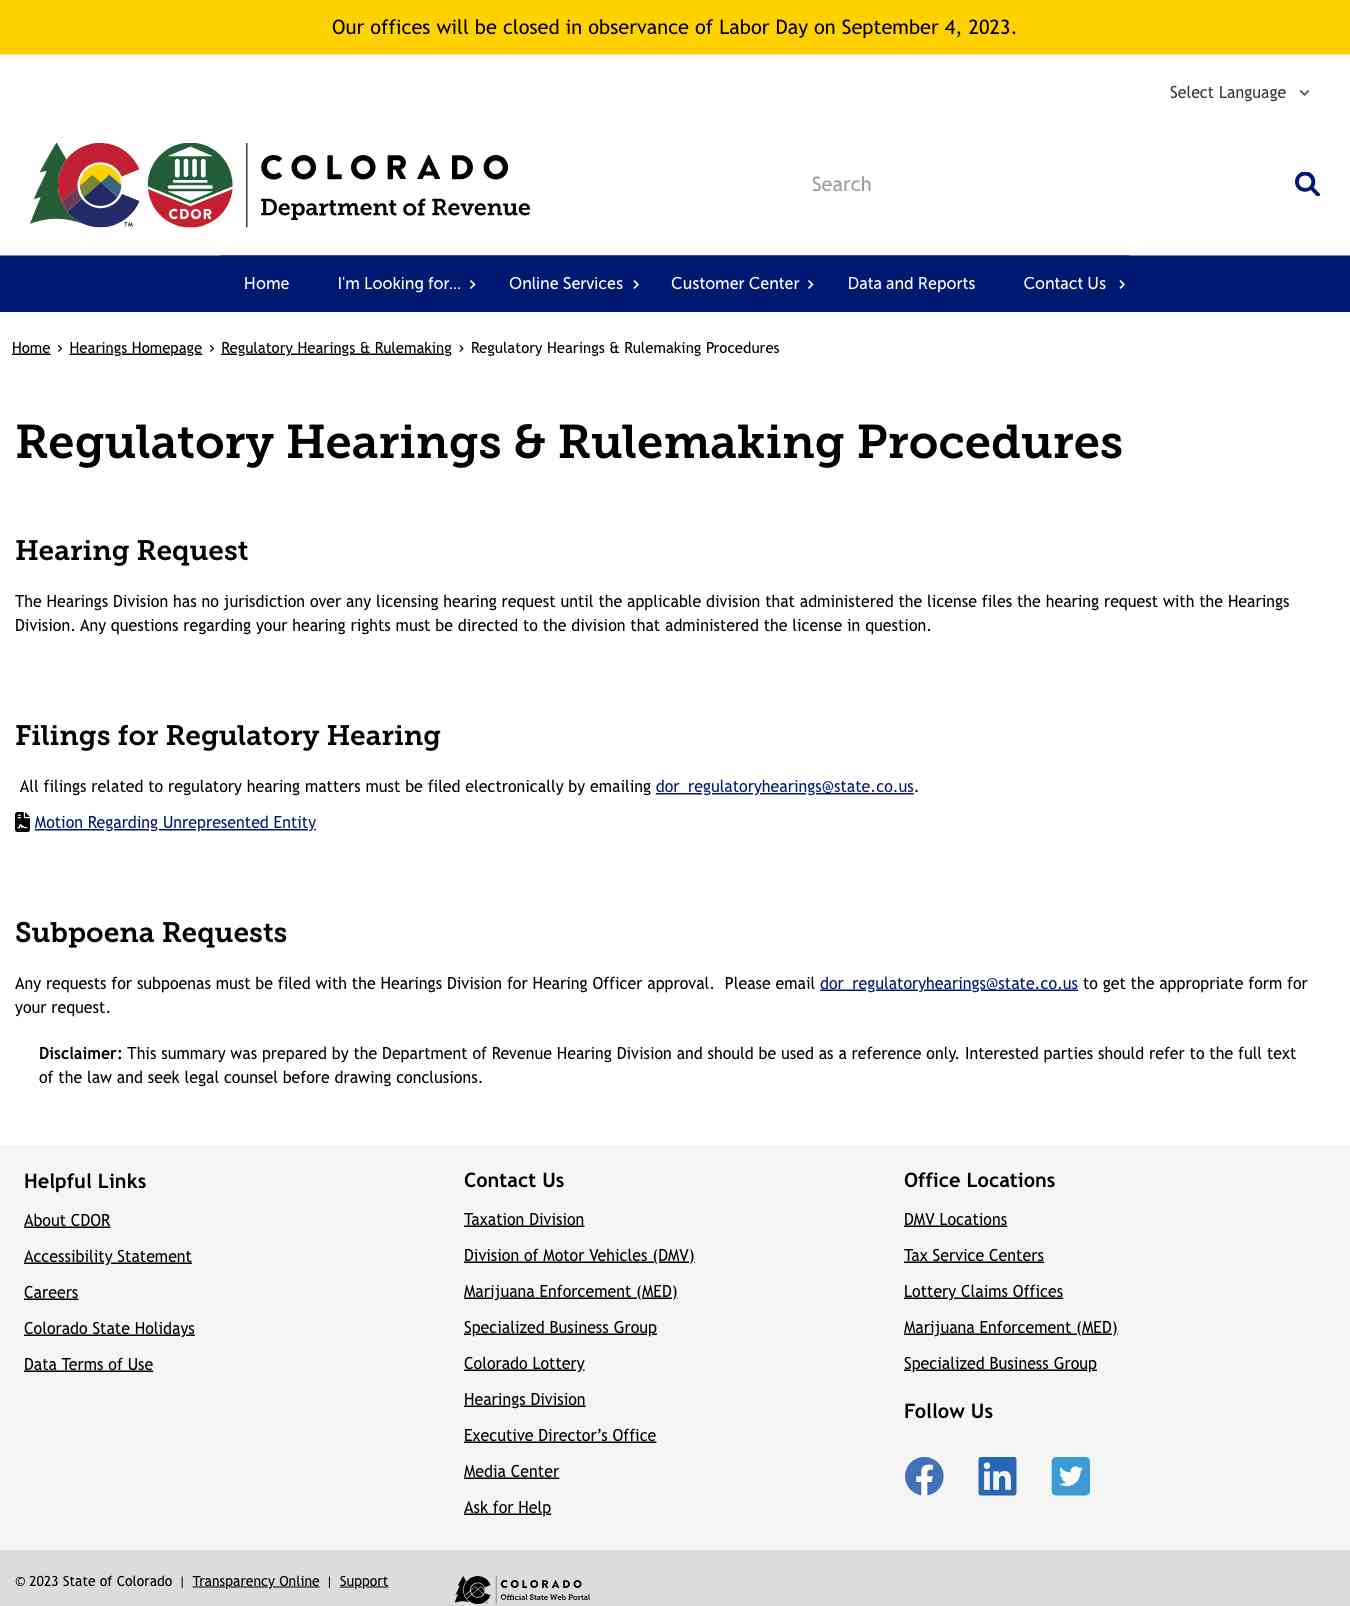 Our offices will be closed in observance of Labor Day on September 4, 2023.
Select Language
CDOR
TM
COLORADO
Department of Revenue
Search
Home I'm Looking for... Online Services Customer Center Data and Reports Contact Us
Home › Hearings Homepage › Regulatory Hearings & Rulemaking › Regulatory Hearings & Rulemaking Procedures
Regulatory Hearings & Rulemaking Procedures
Hearing Request
The Hearings Division has no jurisdiction over any licensing hearing request until the applicable division that administered the license files the hearing request with the Hearings
Division. Any questions regarding your hearing rights must be directed to the division that administered the license in question.
Filings for Regulatory Hearing
All filings related to regulatory hearing matters must be filed electronically by emailing dor_regulatoryhearings@state.co.us.
Motion Regarding Unrepresented Entity
Subpoena Requests
Any requests for subpoenas must be filed with the Hearings Division for Hearing Officer approval.  Please email dor_regulatoryhearings@state.co.us to get the appropriate form for
your request.
Disclaimer: This summary was prepared by the Department of Revenue Hearing Division and should be used as a reference only. Interested parties should refer to the full text
of the law and seek legal counsel before drawing conclusions.
Helpful Links
About CDOR
Accessibility Statement
Careers
Colorado State Holidays
Data Terms of Use
Contact Us
Taxation Division
Division of Motor Vehicles (DMV)
Marijuana Enforcement (MED)
Specialized Business Group
Colorado Lottery
Hearings Division
Executive Director’s Office
Media Center
Ask for Help
Office Locations
DMV Locations
Tax Service Centers
Lottery Claims Offices
Marijuana Enforcement (MED)
Specialized Business Group
Follow Us
© 2023 State of Colorado | Transparency Online | Support
COLORADO
Official State Web Portal